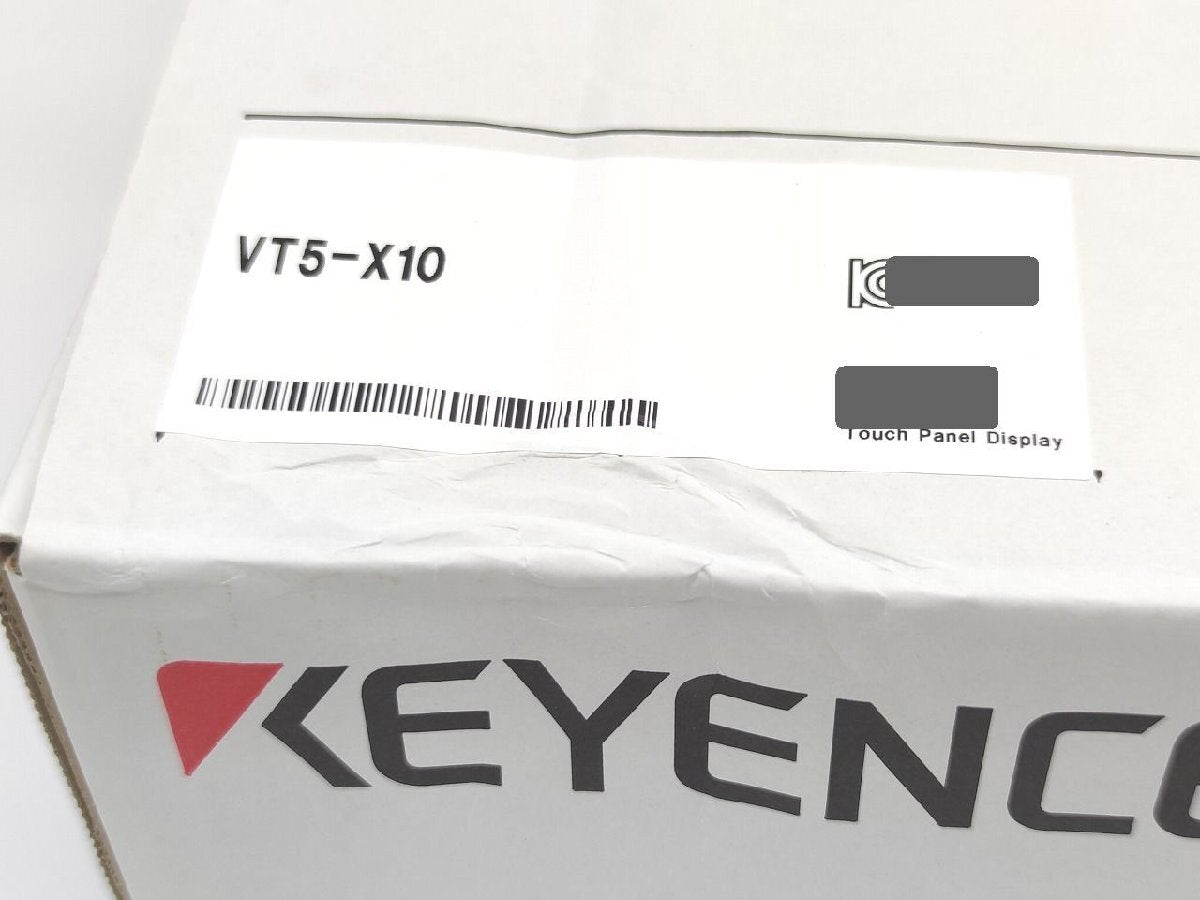 VT5-X10
Touch Panel Display
KEYENC